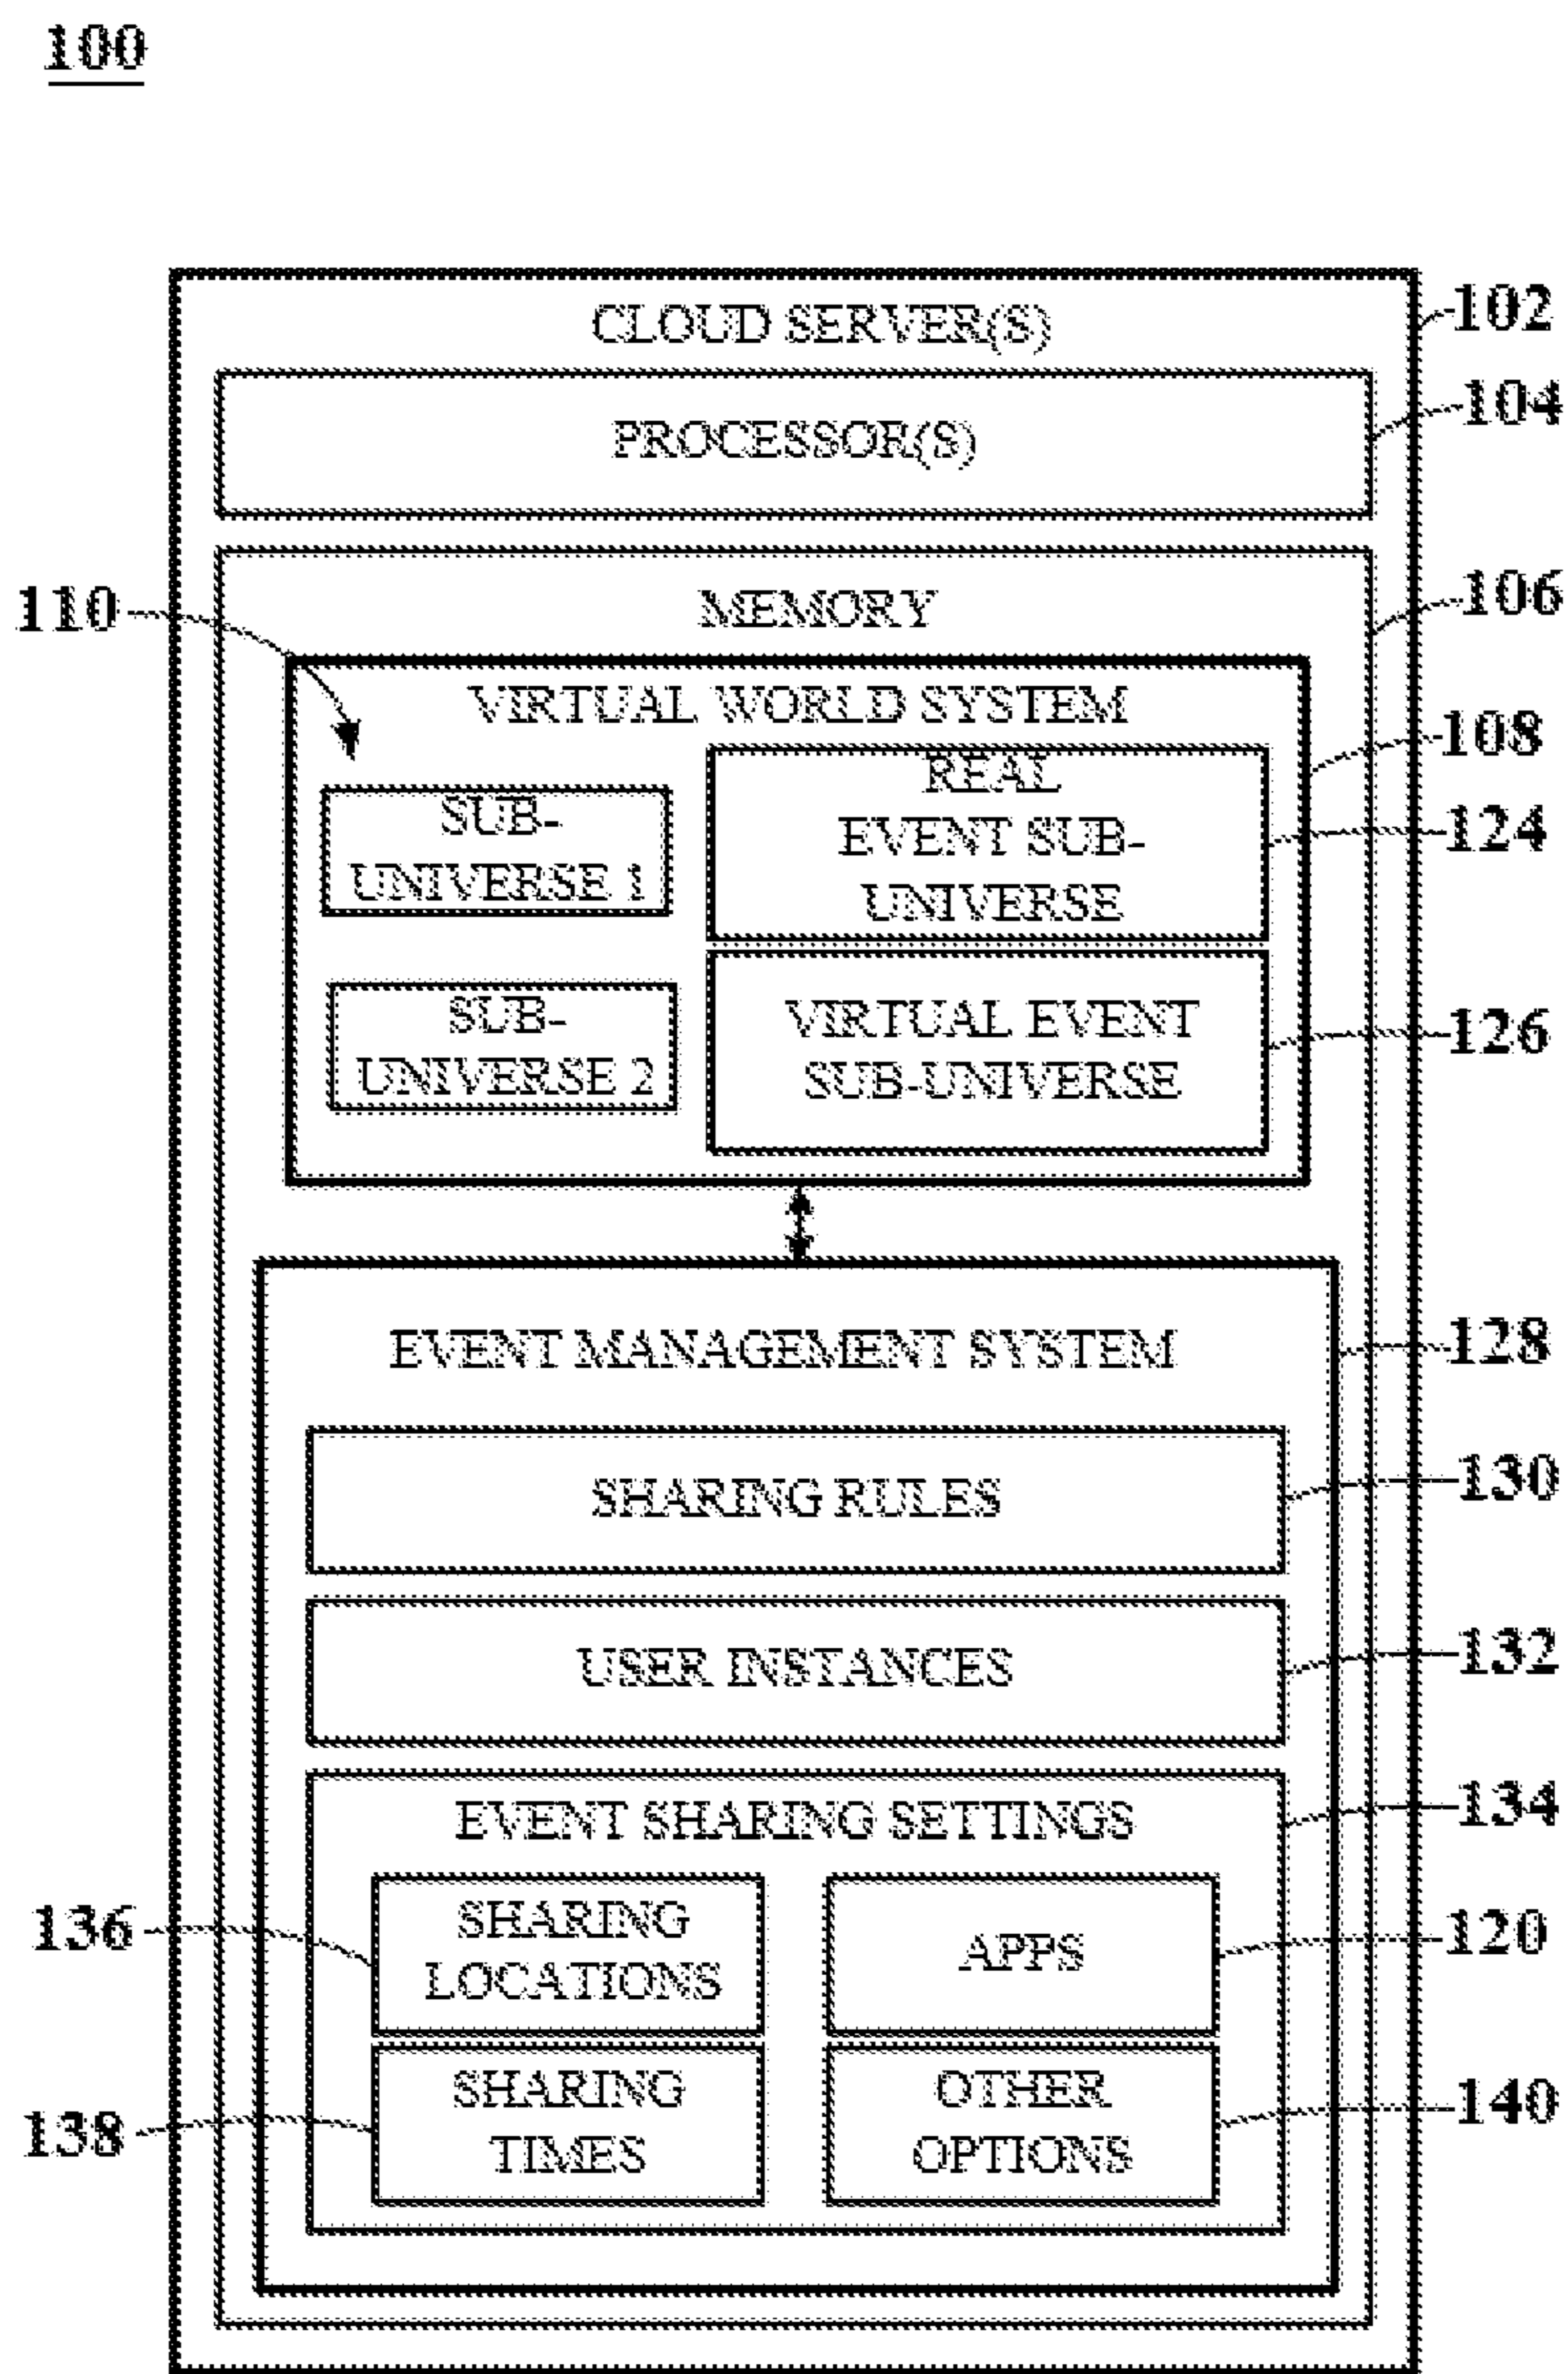 100
CLOUD SERVER(S)
102
PROCESSOR(S)
104
MEMORY
106
110
VIRTUAL WORLD SYSTEM
108
SUB-
UNIVERSE 1
REAL
EVENT SUB-
UNIVERSE
124
SUB-
UNIVERSE 2
VIRTUAL EVENT
SUB-UNIVERSE
126
EVENT MANAGEMENT SYSTEM
128
SHARING RULES
130
USER INSTANCES
132
EVENT SHARING SETTINGS
134
136
SHARING
LOCATIONS
APPS
120
138
SHARING
TIMES
OTHER
OPTIONS
140